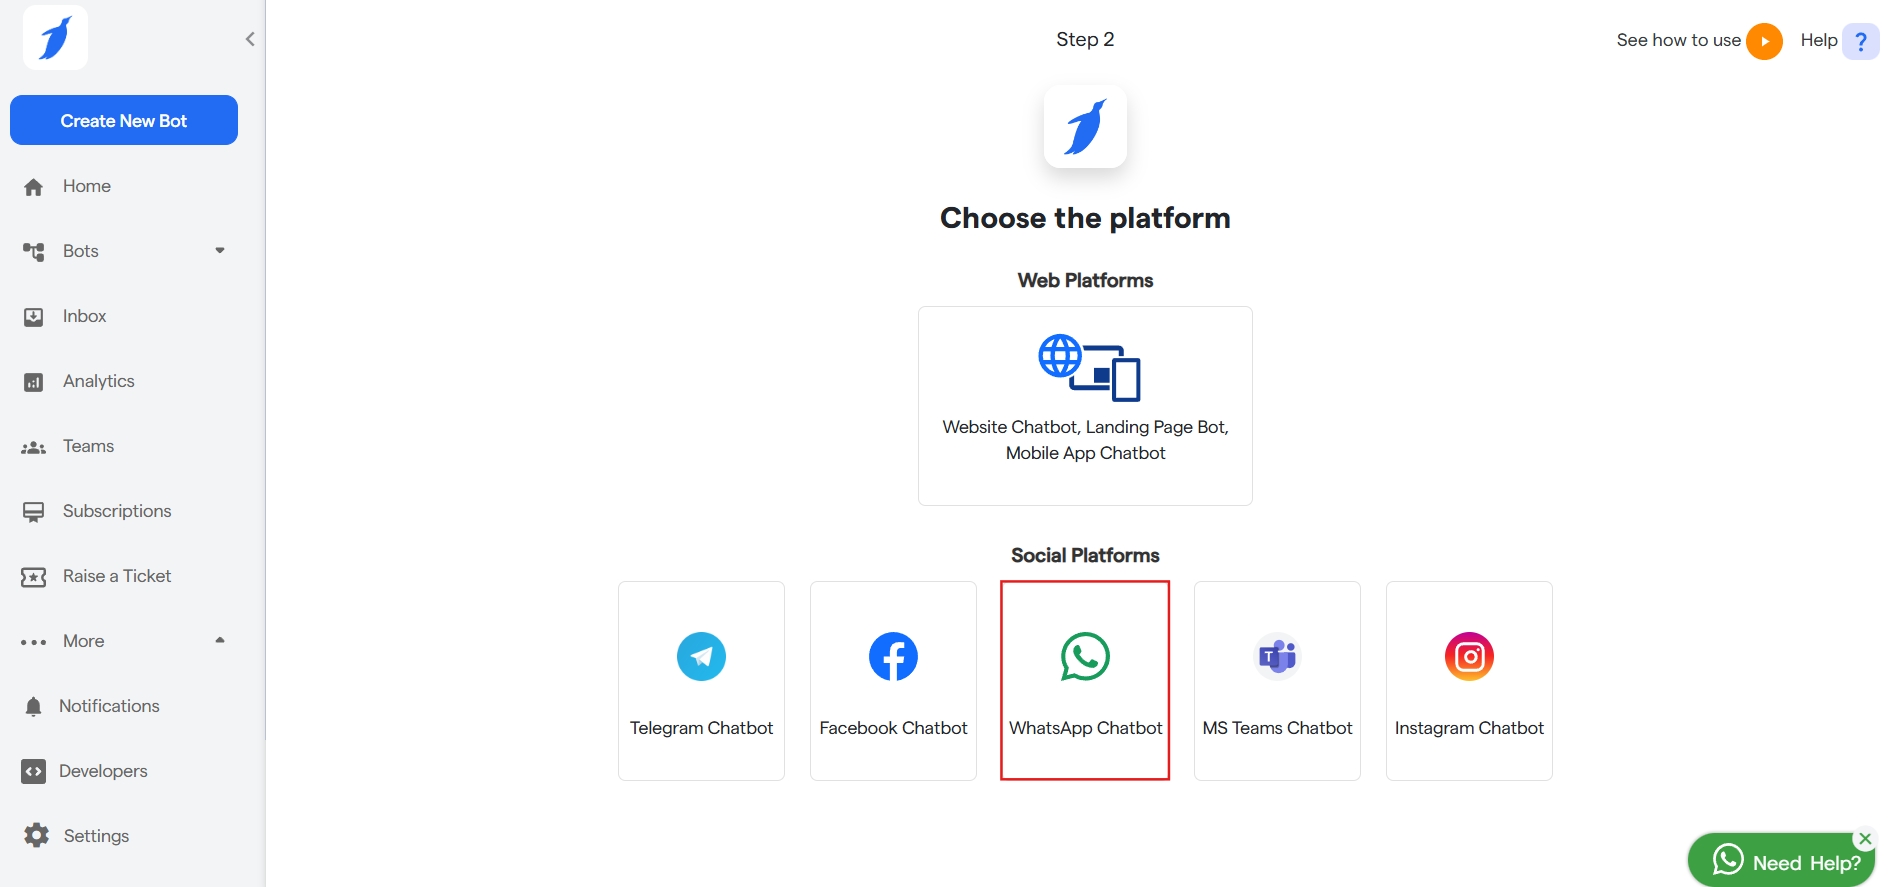 Create New Bot
Home
Bots
Inbox
Analytics
Teams
Subscriptions
Raise a Ticket
More
Notifications
Developers
Settings
Step 2
See how to use
Help ?
Choose the platform
Web Platforms
Website Chatbot, Landing Page Bot,
Mobile App Chatbot
Social Platforms
Telegram Chatbot
Facebook Chatbot
WhatsApp Chatbot
T
MS Teams Chatbot
Instagram Chatbot
Need Help?